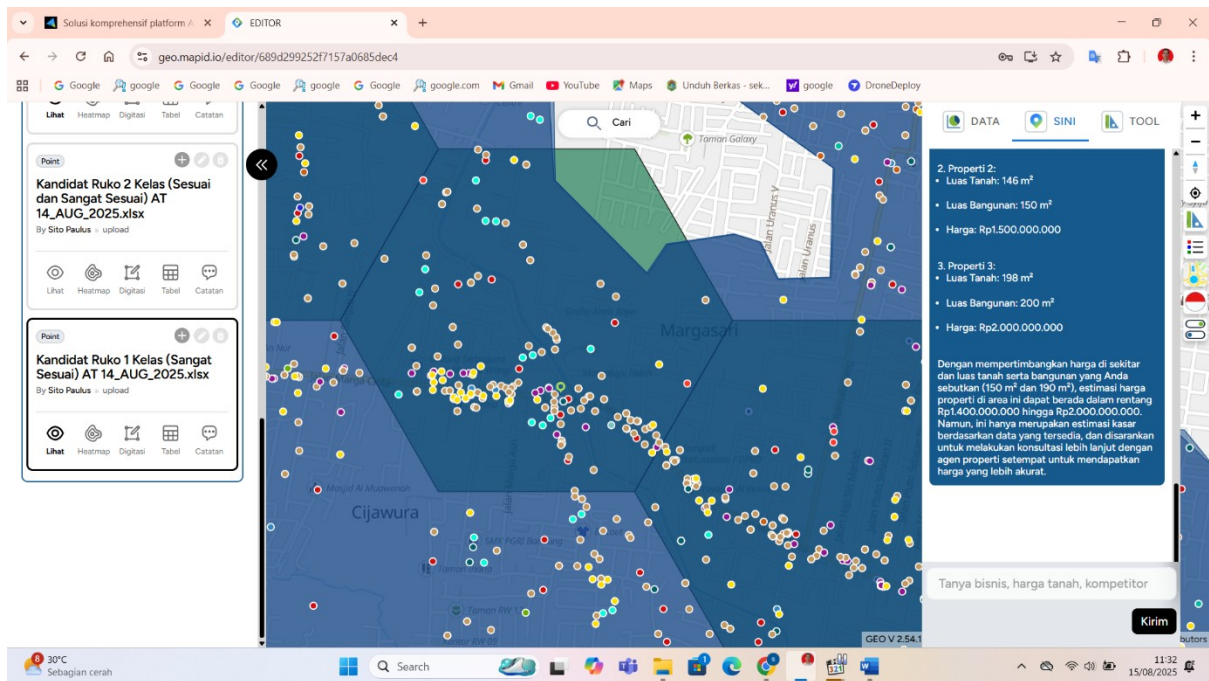 Solusi komprehensif platform A
EDITOR
geo.mapid.io/editor/689d299252f7157a0685dec4
Google
google
Google
Google
google
Google
google.com
Gmail
YouTube
Maps
Unduh Berkas - sek...
google
DroneDeploy
Lihat Heatmap Digitasi Tabel Catatan
Point
Kandidat Ruko 2 Kelas (Sesuai
dan Sangat Sesuai) AT
14_AUG_2025.xlsx
By Sito Paulus upload
Lihat Heatmap Digitasi Tabel Catatan
Point
Kandidat Ruko 1 Kelas (Sangat
Sesuai) AT 14_AUG_2025.xlsx
By Sito Paulus upload
Lihat Heatmap Digitasi Tabel Catatan
Cari
Taman Galaxy
Jalan Uranus V
Jalan Uranus
Margasari
Masjid Al Muawanah
Cijawura
SMK PGRI
Taman RW
GEO V 2.54.1
DATA
SINI
TOOL
2. Properti 2:
• Luas Tanah: 146 m²
• Luas Bangunan: 150 m²
• Harga: Rp1.500.000.000
3. Properti 3:
• Luas Tanah: 198 m²
• Luas Bangunan: 200 m²
• Harga: Rp2.000.000.000
Dengan mempertimbangkan harga di sekitar
dan luas tanah serta bangunan yang Anda
sebutkan (150 m² dan 190 m²), estimasi harga
properti di area ini dapat berada dalam rentang
Rp1.400.000.000 hingga Rp2.000.000.000.
Namun, ini hanya merupakan estimasi kasar
berdasarkan data yang tersedia, dan disarankan
untuk melakukan konsultasi lebih lanjut dengan
agen properti setempat untuk mendapatkan
harga yang lebih akurat.
Tanya bisnis, harga tanah, kompetitor
Kirim
butors
8
30°C
Sebagian cerah
Search
11:32
15/08/2025